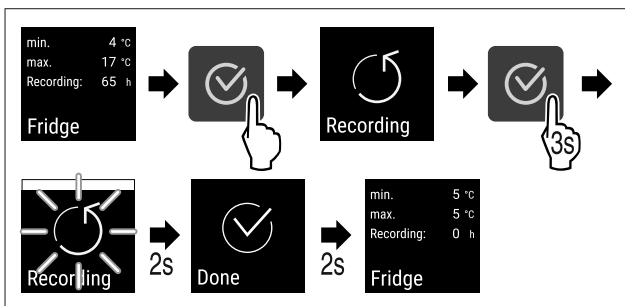 min. 4 °C
max. 17 °C
Recording: 65 h
Fridge
Recording
3s
Recording
2s
Done
2s
min. 5 °C
max. 5 °C
Recording: 0 h
Fridge